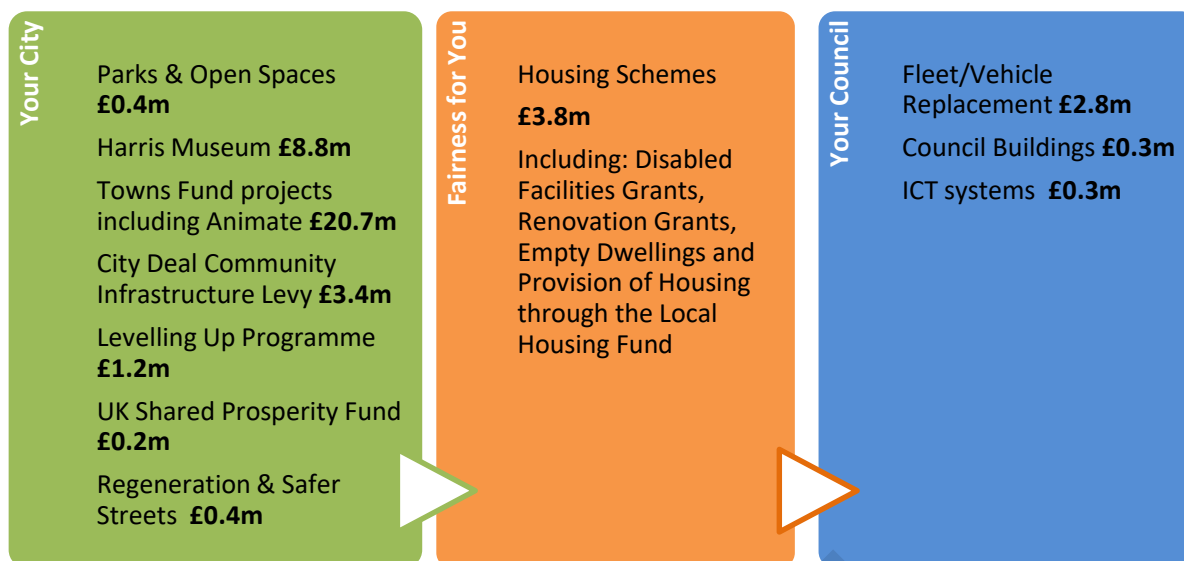 Your City
Parks & Open Spaces
£0.4m
Harris Museum £8.8m
Towns Fund projects
including Animate £20.7m
City Deal Community
Infrastructure Levy £3.4m
Levelling Up Programme
£1.2m
UK Shared Prosperity Fund
£0.2m
Regeneration & Safer
Streets £0.4m
Fairness for You
Housing Schemes
£3.8m
Including: Disabled
Facilities Grants,
Renovation Grants,
Empty Dwellings and
Provision of Housing
through the Local
Housing Fund
Your Council
Fleet/Vehicle
Replacement £2.8m
Council Buildings £0.3m
ICT systems £0.3m